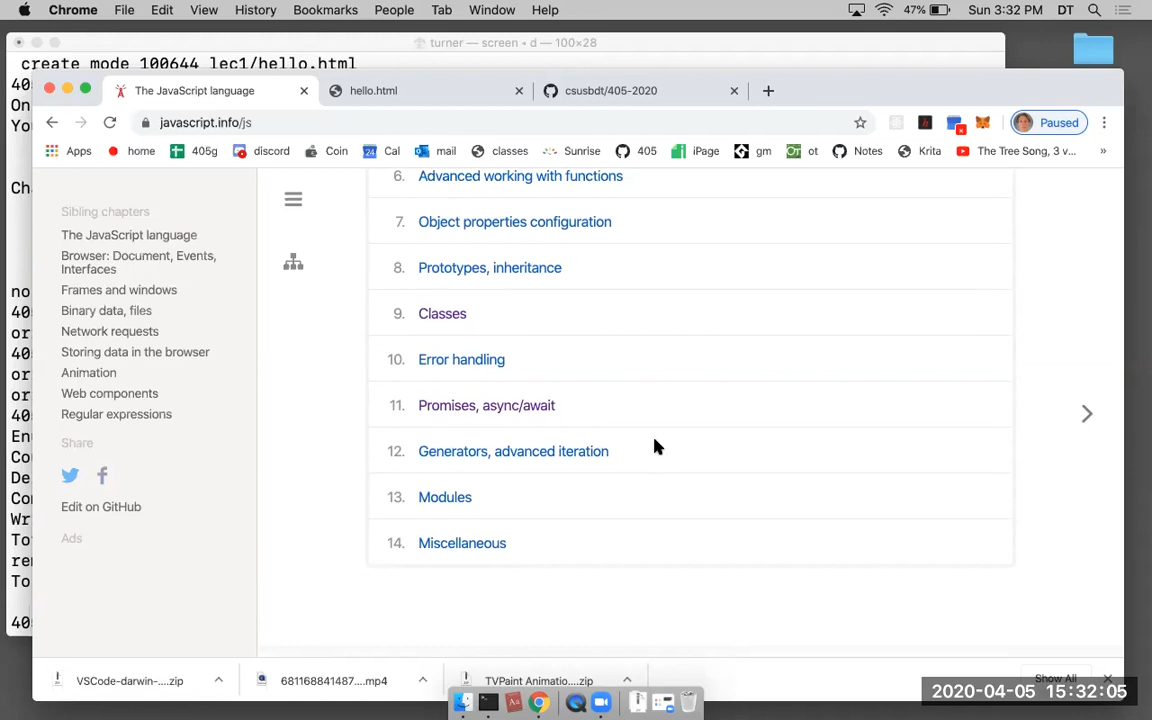 Chrome File Edit View History Bookmarks People Tab Window Help 47% Sun 3:32 PM DT
turner — screen • d — 100×28
create mode 100644 lec1/hello.html
The JavaScript language hello.html csusbdt/405-2020
javascript.info/js Paused
Apps home 405g discord Coin 24 Cal mail classes Sunrise 405 iPage gm ot Notes Krita The Tree Song, 3 v... »
Sibling chapters
The JavaScript language
Browser: Document, Events,
Interfaces
Frames and windows
Binary data, files
Network requests
Storing data in the browser
Animation
Web components
Regular expressions
Share
Edit on GitHub
Ads
6. Advanced working with functions
7. Object properties configuration
8. Prototypes, inheritance
9. Classes
10. Error handling
11. Promises, async/await
12. Generators, advanced iteration
13. Modules
14. Miscellaneous
VSCode-darwin-....zip 681168841487....mp4 TVPaint Animatio....zip Show All
2020-04-05 15:32:05